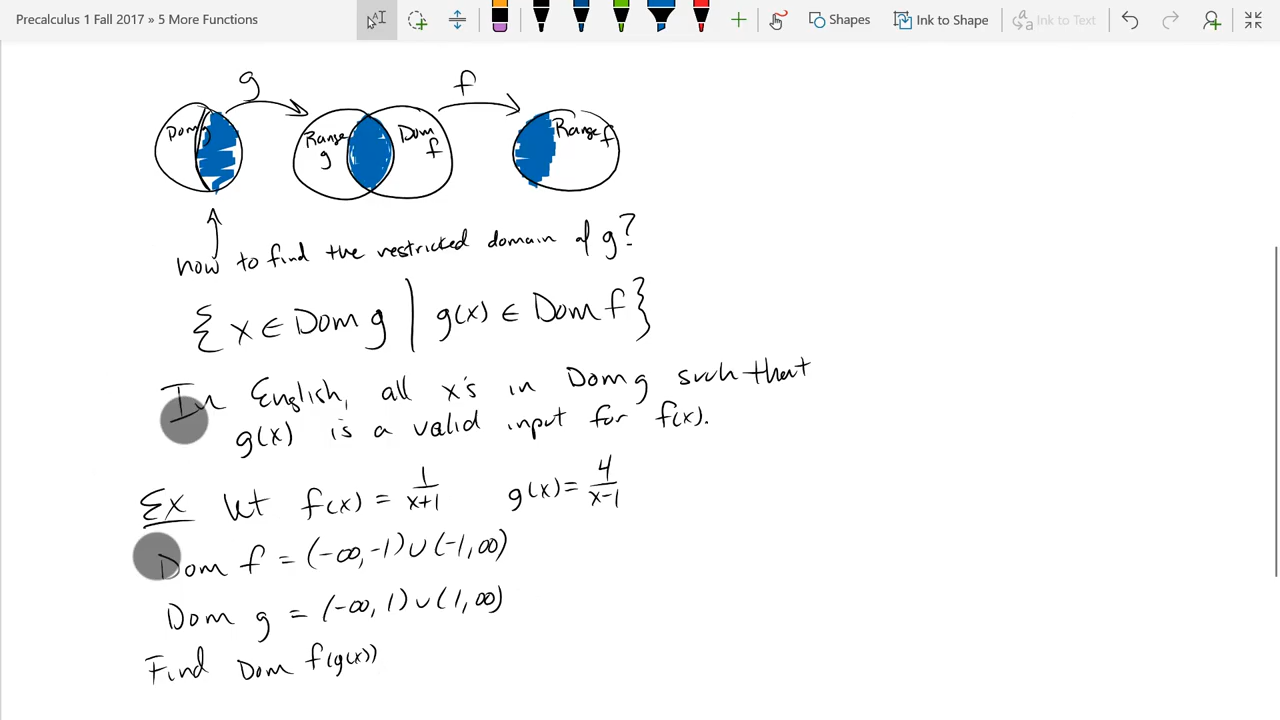 Precalculus 1 Fall 2017 » 5 More Functions
Shapes Ink to Shape Ink to Text
g f
Dom g Range g Dom f Range f
how to find the restricted domain of g?
{ x ∈ Dom g | g(x) ∈ Dom f }
In English, all x's in Dom g such that
g(x) is a valid input for f(x).
Ex let f(x) = 1/(x+1) g(x) = 4/(x-1)
Dom f = (-∞, -1) ∪ (-1, ∞)
Dom g = (-∞, 1) ∪ (1, ∞)
Find Dom f(g(x))